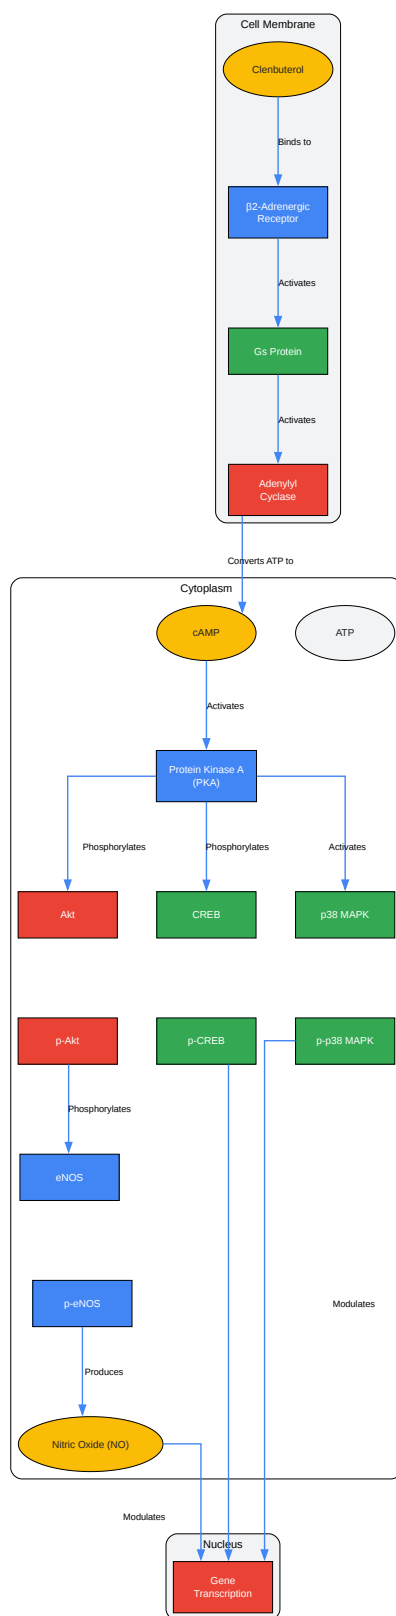 Cell Membrane
Clenbuterol
Binds to
β2-Adrenergic
Receptor
Activates
Gs Protein
Activates
Adenylyl
Cyclase
Converts ATP to
Cytoplasm
cAMP
ATP
Activates
Protein Kinase A
(PKA)
Phosphorylates
Phosphorylates
Activates
Akt
CREB
p38 MAPK
p-Akt
p-CREB
p-p38 MAPK
Phosphorylates
eNOS
p-eNOS
Modulates
Produces
Nitric Oxide (NO)
Modulates
Nucleus
Gene
Transcription